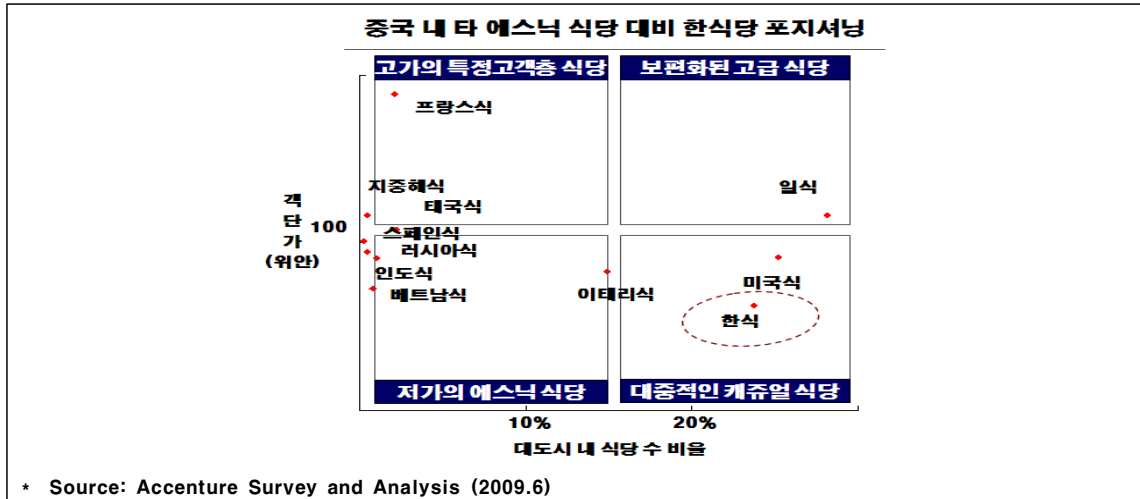 중국 내 타 에스닉 식당 대비 한식당 포지셔닝
고가의 특정고객층 식당
보편화된 고급 식당
프랑스식
지중해식
태국식
일식
객단가
(위안)
100
스페인식
러시아식
인도식
베트남식
이태리식
미국식
한식
저가의 에스닉 식당
대중적인 캐쥬얼 식당
10%
20%
대도시 내 식당 수 비율
* Source: Accenture Survey and Analysis (2009.6)